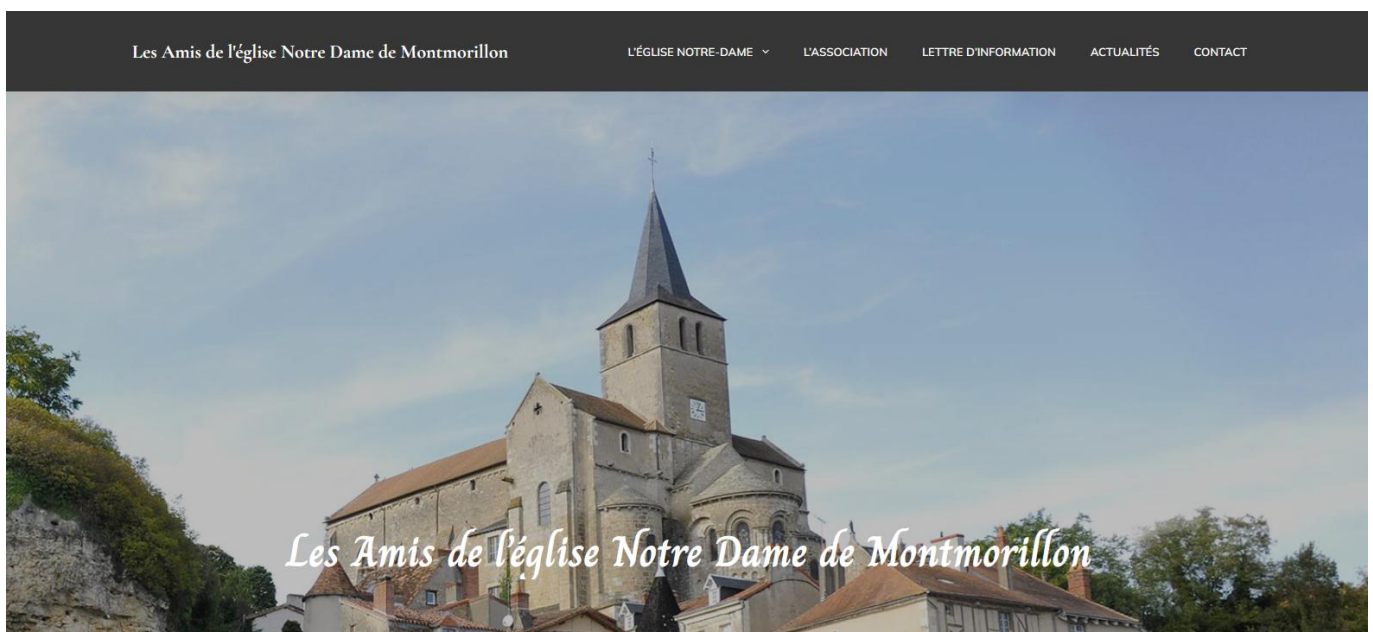 Les Amis de l'église Notre Dame de Montmorillon
L'ÉGLISE NOTRE-DAME
L'ASSOCIATION
LETTRE D'INFORMATION
ACTUALITÉS
CONTACT
Les Amis de l'église Notre Dame de Montmorillon